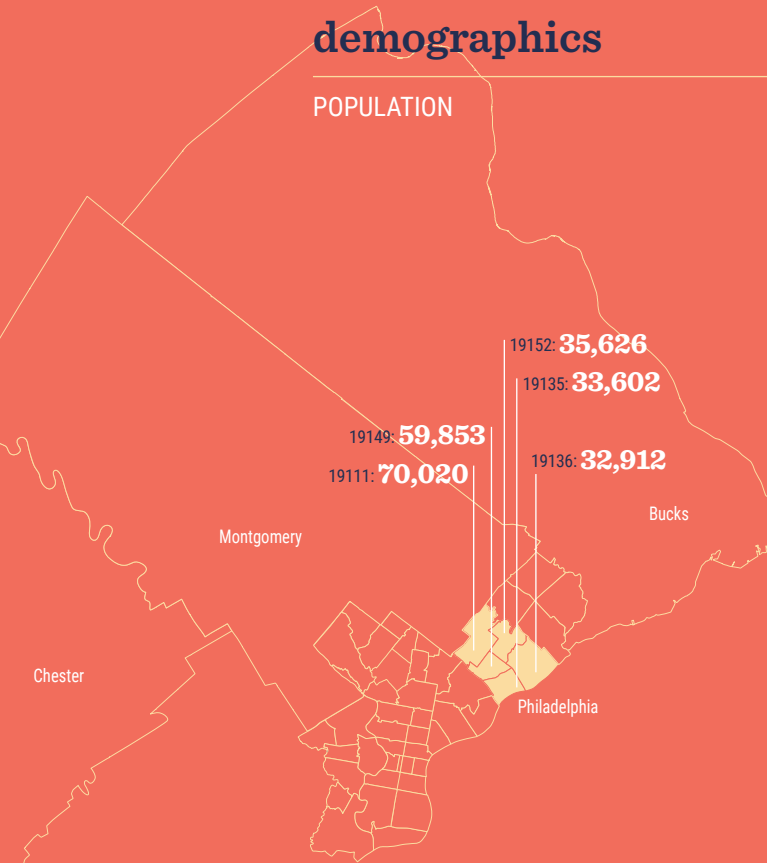 demographics
POPULATION
19152: 35,626
19135: 33,602
19149: 59,853
19136: 32,912
19111: 70,020
Bucks
Montgomery
Chester
Philadelphia